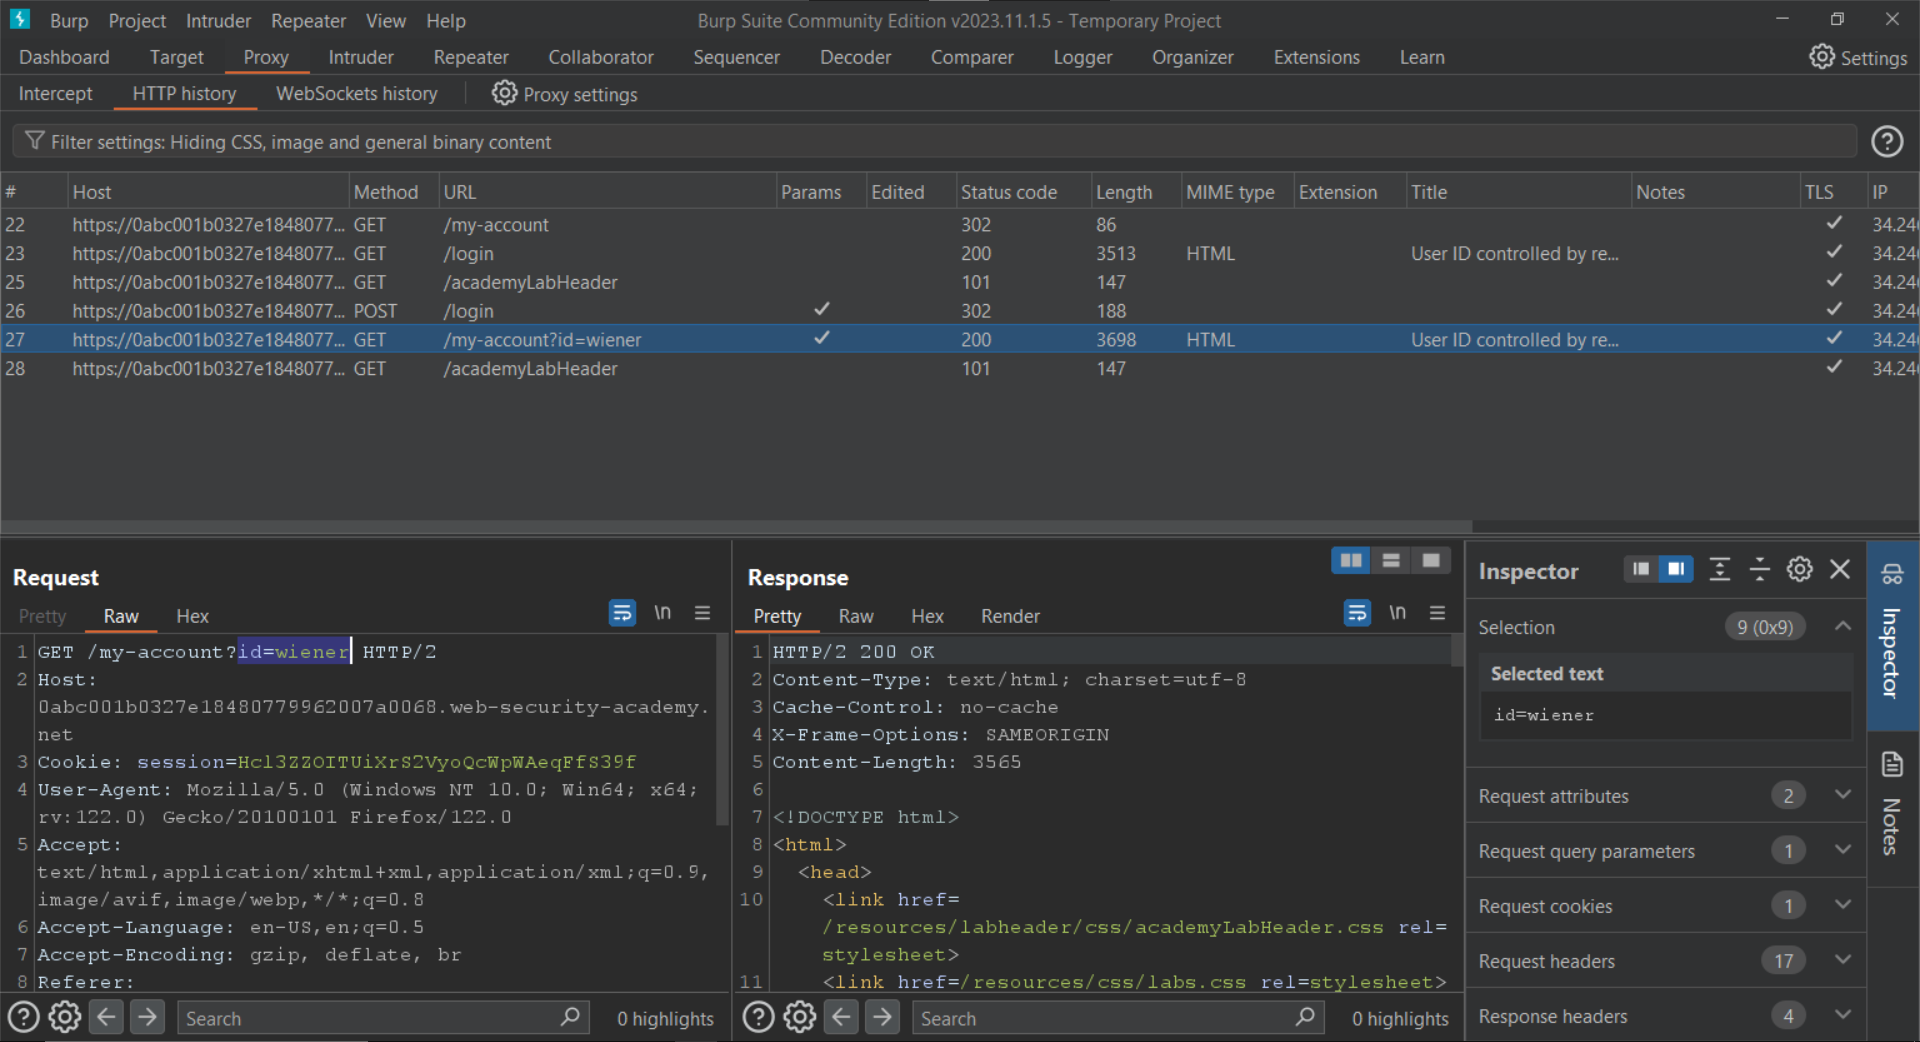 Burp Project Intruder Repeater View Help Burp Suite Community Edition v2023.11.1.5 - Temporary Project
Dashboard Target Proxy Intruder Repeater Collaborator Sequencer Decoder Comparer Logger Organizer Extensions Learn Settings
Intercept HTTP history WebSockets history Proxy settings
Filter settings: Hiding CSS, image and general binary content
# Host Method URL Params Edited Status code Length MIME type Extension Title Notes TLS IP
22 https://0abc001b0327e1848077... GET /my-account 302 86 ✓ 34.24
23 https://0abc001b0327e1848077... GET /login 200 3513 HTML User ID controlled by re... ✓ 34.24
25 https://0abc001b0327e1848077... GET /academyLabHeader 101 147 ✓ 34.24
26 https://0abc001b0327e1848077... POST /login ✓ 302 188 ✓ 34.24
27 https://0abc001b0327e1848077... GET /my-account?id=wiener ✓ 200 3698 HTML User ID controlled by re... ✓ 34.24
28 https://0abc001b0327e1848077... GET /academyLabHeader 101 147 ✓ 34.24
Request
Pretty Raw Hex \n
1 GET /my-account?id=wiener HTTP/2
2 Host:
0abc001b0327e18480779962007a0068.web-security-academy.
net
3 Cookie: session=Hcl3ZZOITUiXrS2VyoQcWpWAeqFfS39f
4 User-Agent: Mozilla/5.0 (Windows NT 10.0; Win64; x64;
rv:122.0) Gecko/20100101 Firefox/122.0
5 Accept:
text/html,application/xhtml+xml,application/xml;q=0.9,
image/avif,image/webp,*/*;q=0.8
6 Accept-Language: en-US,en;q=0.5
7 Accept-Encoding: gzip, deflate, br
8 Referer:
Search 0 highlights
Response
Pretty Raw Hex Render \n
1 HTTP/2 200 OK
2 Content-Type: text/html; charset=utf-8
3 Cache-Control: no-cache
4 X-Frame-Options: SAMEORIGIN
5 Content-Length: 3565
6
7 <!DOCTYPE html>
8 <html>
9 <head>
10 <link href=
/resources/labheader/css/academyLabHeader.css rel=
stylesheet>
11 <link href=/resources/css/labs.css rel=stylesheet>
Search 0 highlights
Inspector
Selection 9 (0x9)
Selected text
id=wiener
Request attributes 2
Request query parameters 1
Request cookies 1
Request headers 17
Response headers 4
Inspector
Notes